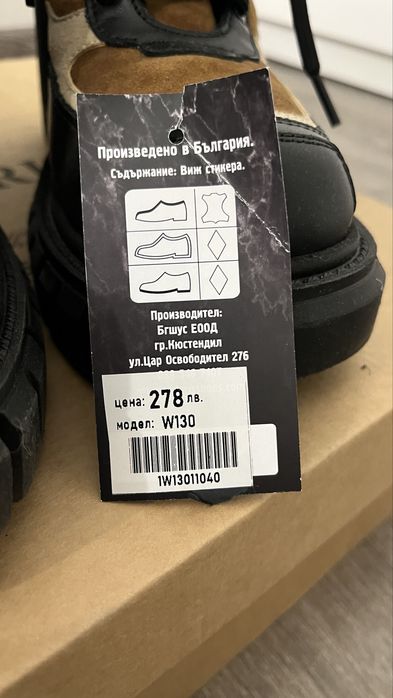 Произведено в България.
Съдържание: Виж стикера.
Производител:
Бгшус ЕООД
гр.Кюстендил
ул.Цар Освободител 276
цена: 278 лв.
модел: W130
1W13011040